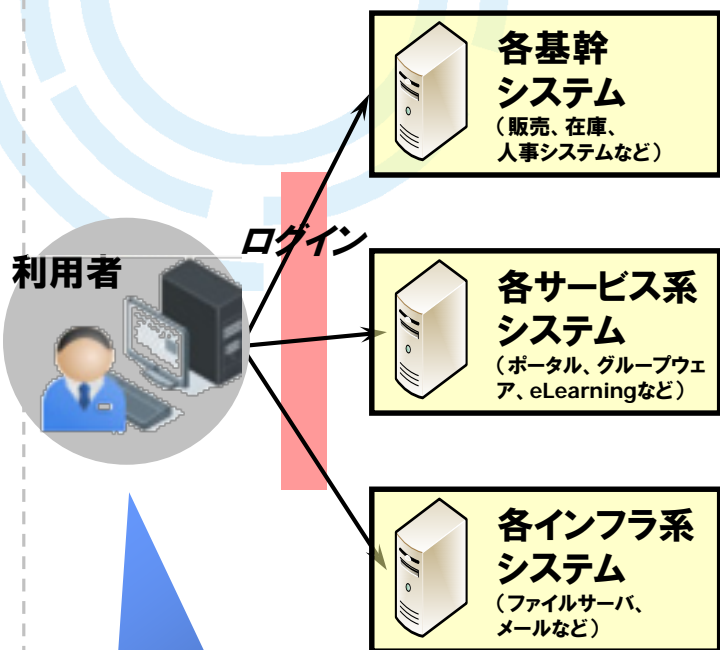 各基幹
システム
(販売、在庫、
人事システムなど)
ログイン
利用者
各サービス系
システム
(ポータル、グループウェ
ア、eLearningなど)
各インフラ系
システム
(ファイルサーバ、
メールなど)